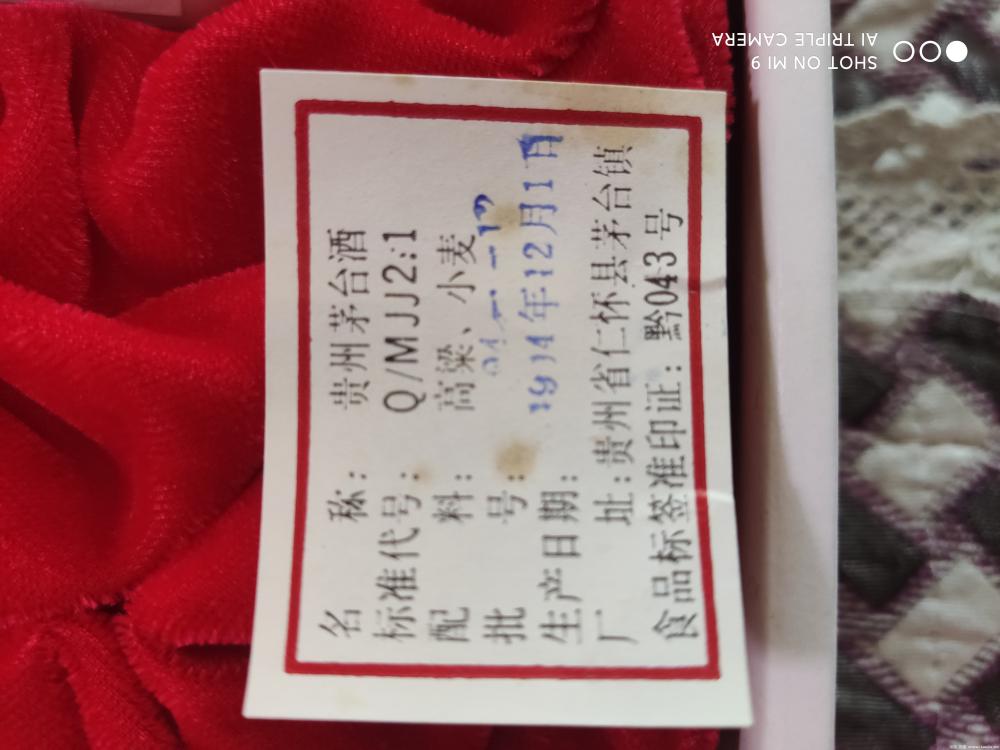 名 称：贵州茅台酒
标准代号：Q/MJJ2:1
配 料：高粱、小麦
批 号：
生产日期：1994年12月1日
厂 址：贵州省仁怀县茅台镇
食品标签准印证：黔043号
SHOT ON MI 9
AI TRIPLE CAMERA